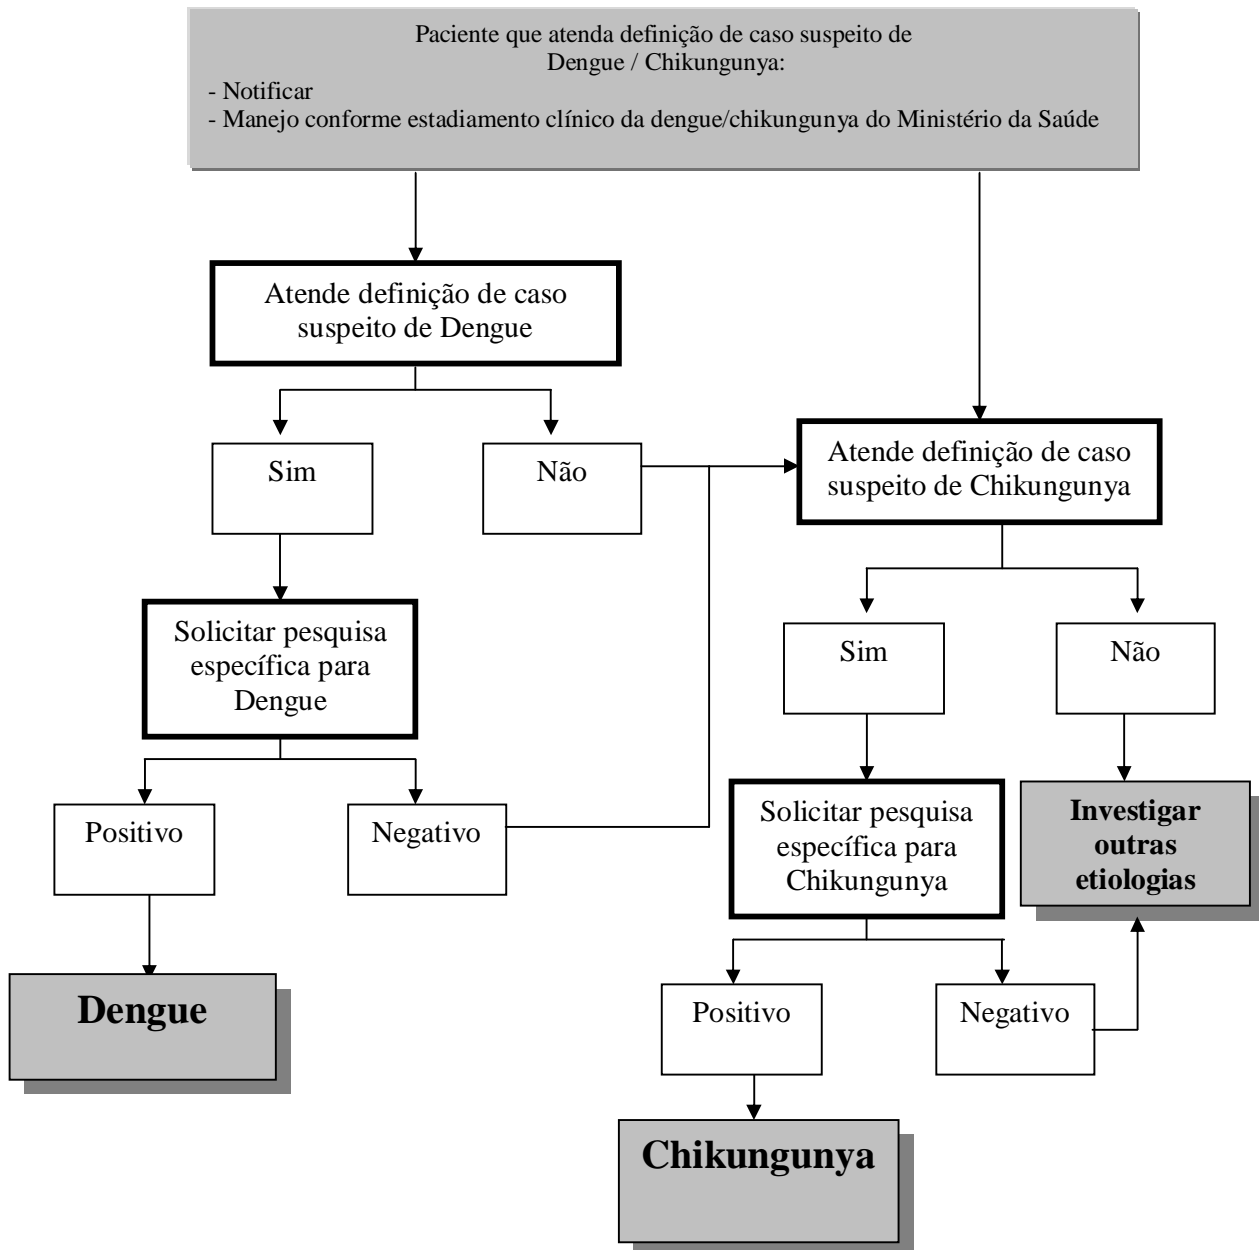 Paciente que atenda definição de caso suspeito de
Dengue / Chikungunya:
- Notificar
- Manejo conforme estadiamento clínico da dengue/chikungunya do Ministério da Saúde
Atende definição de caso
suspeito de Dengue
Sim
Não
Atende definição de caso
suspeito de Chikungunya
Solicitar pesquisa
específica para
Dengue
Sim
Não
Positivo
Negativo
Solicitar pesquisa
específica para
Chikungunya
Investigar
outras
etiologias
Dengue
Positivo
Negativo
Chikungunya